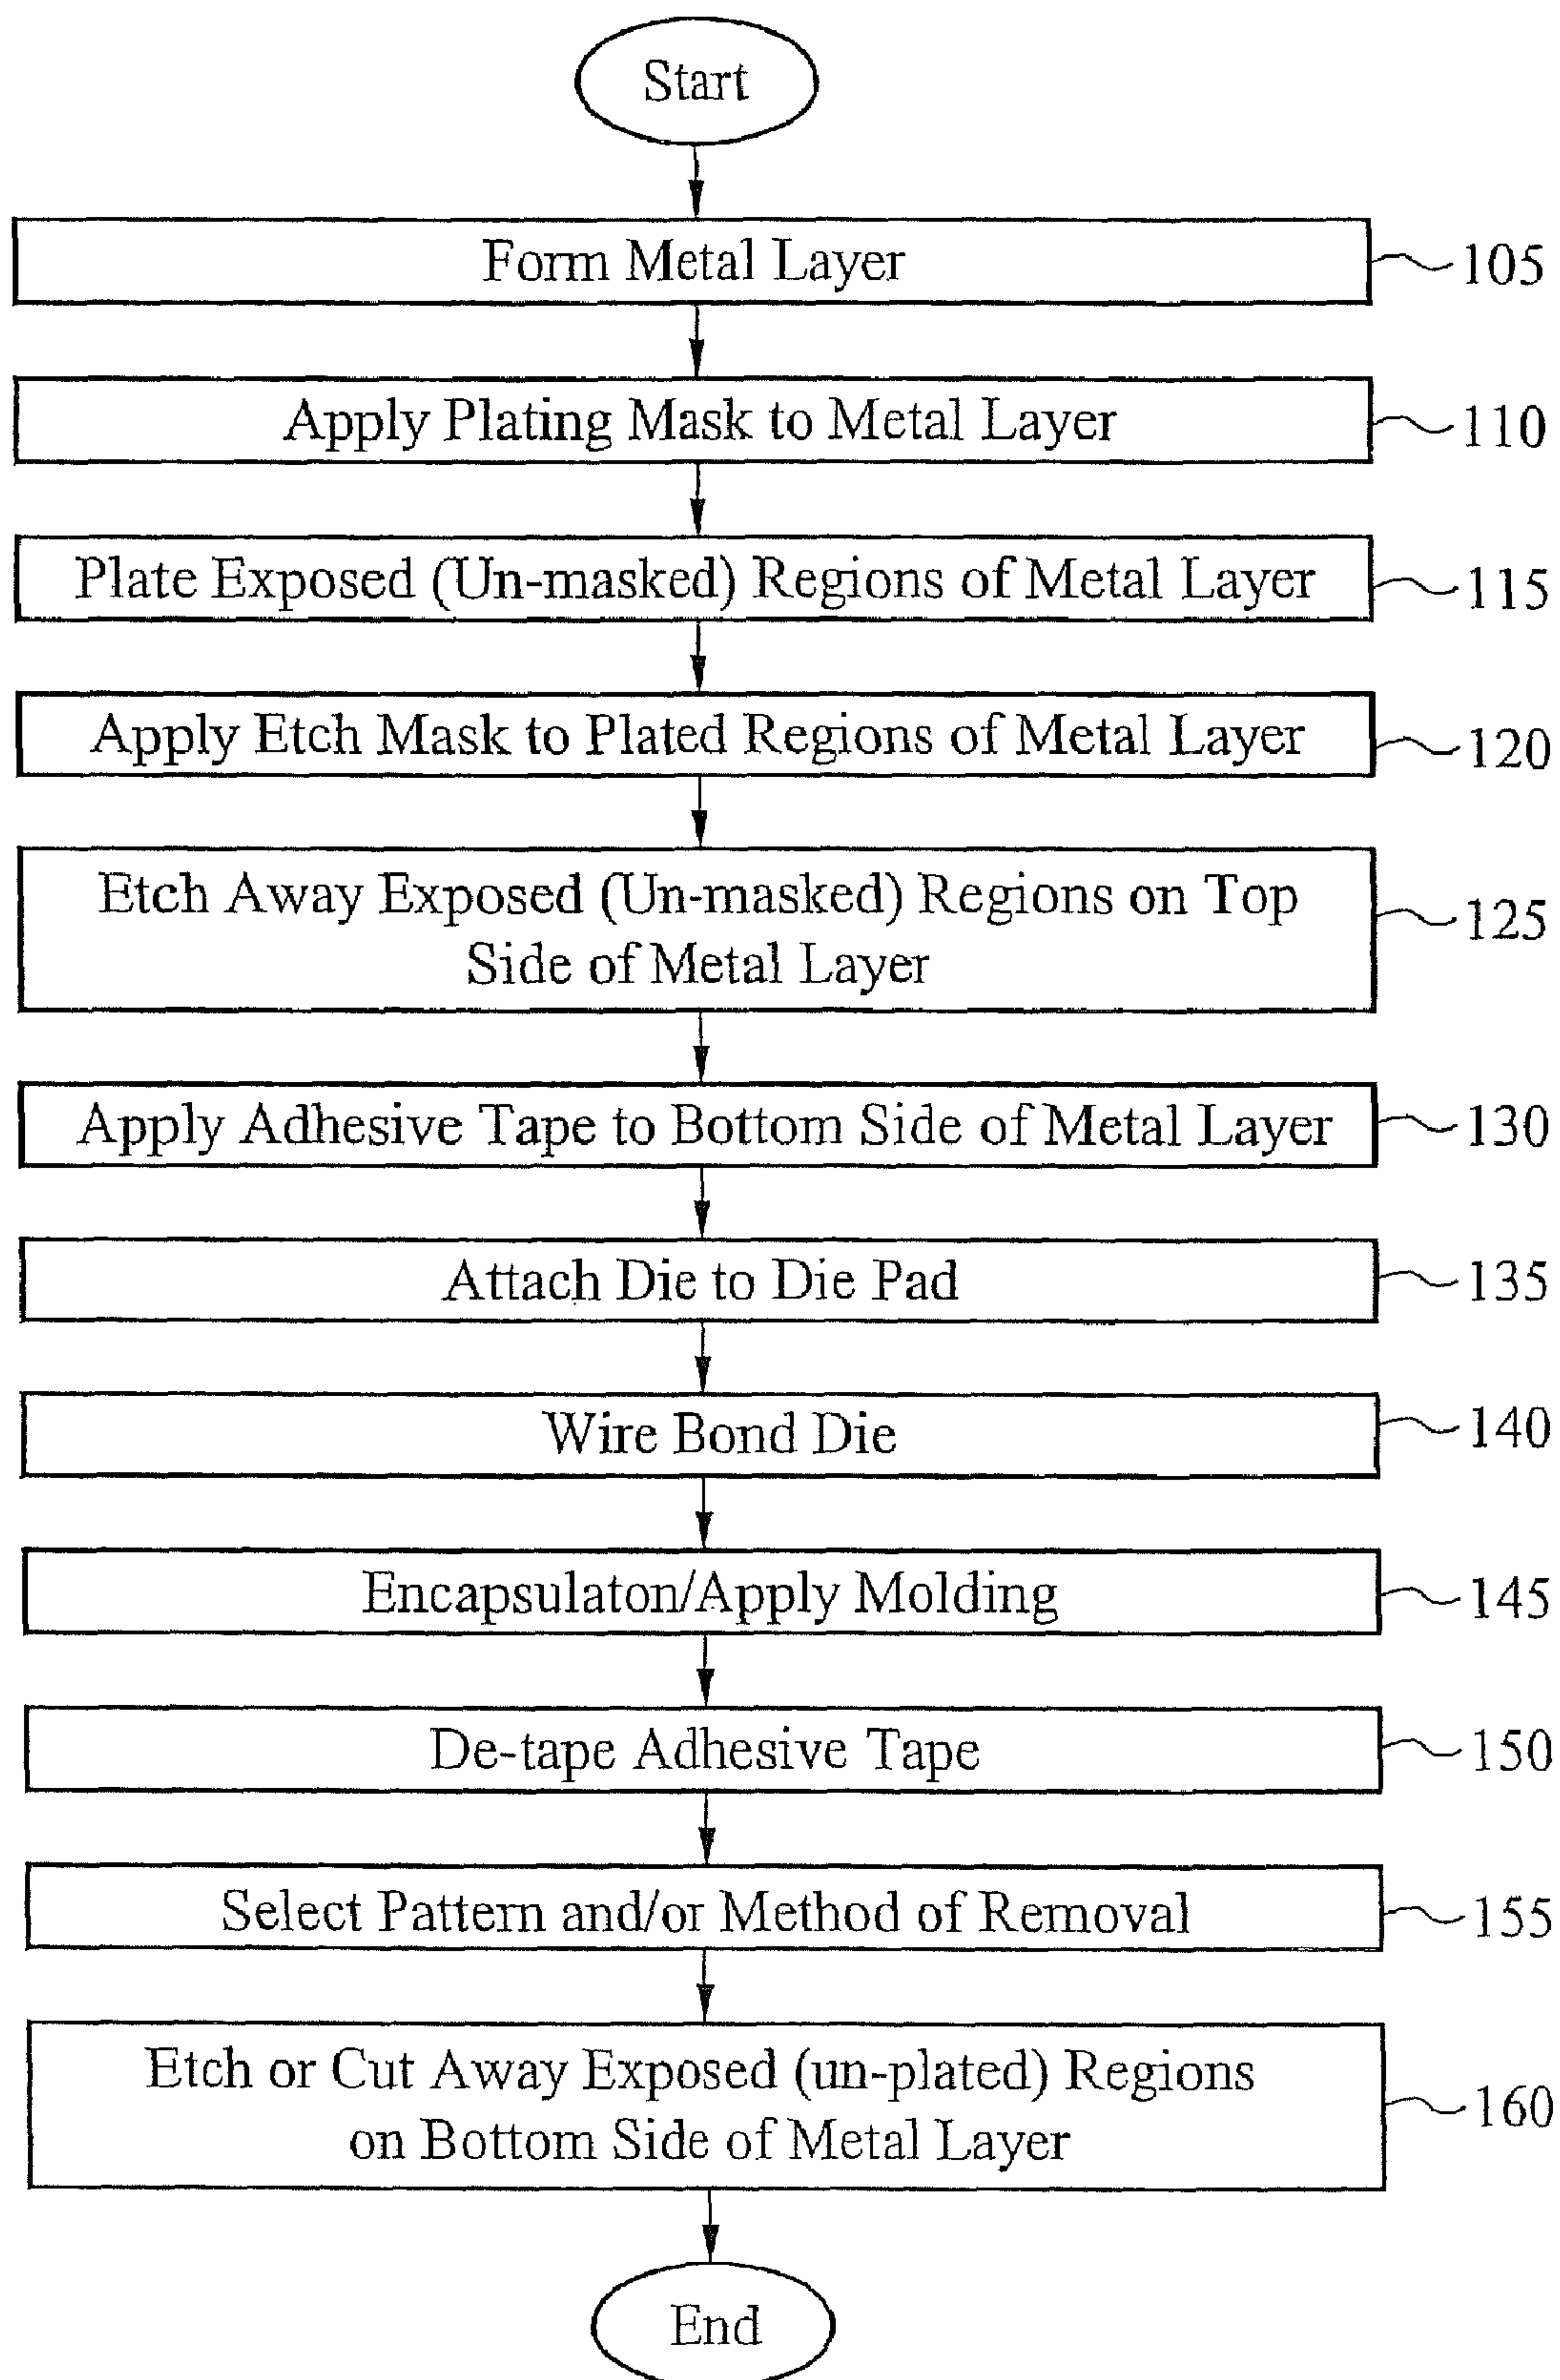 Start
Form Metal Layer
105
Apply Plating Mask to Metal Layer
110
Plate Exposed (Un-masked) Regions of Metal Layer
115
Apply Etch Mask to Plated Regions of Metal Layer
120
Etch Away Exposed (Un-masked) Regions on Top
Side of Metal Layer
125
Apply Adhesive Tape to Bottom Side of Metal Layer
130
Attach Die to Die Pad
135
Wire Bond Die
140
Encapsulaton/Apply Molding
145
De-tape Adhesive Tape
150
Select Pattern and/or Method of Removal
155
Etch or Cut Away Exposed (un-plated) Regions
on Bottom Side of Metal Layer
160
End